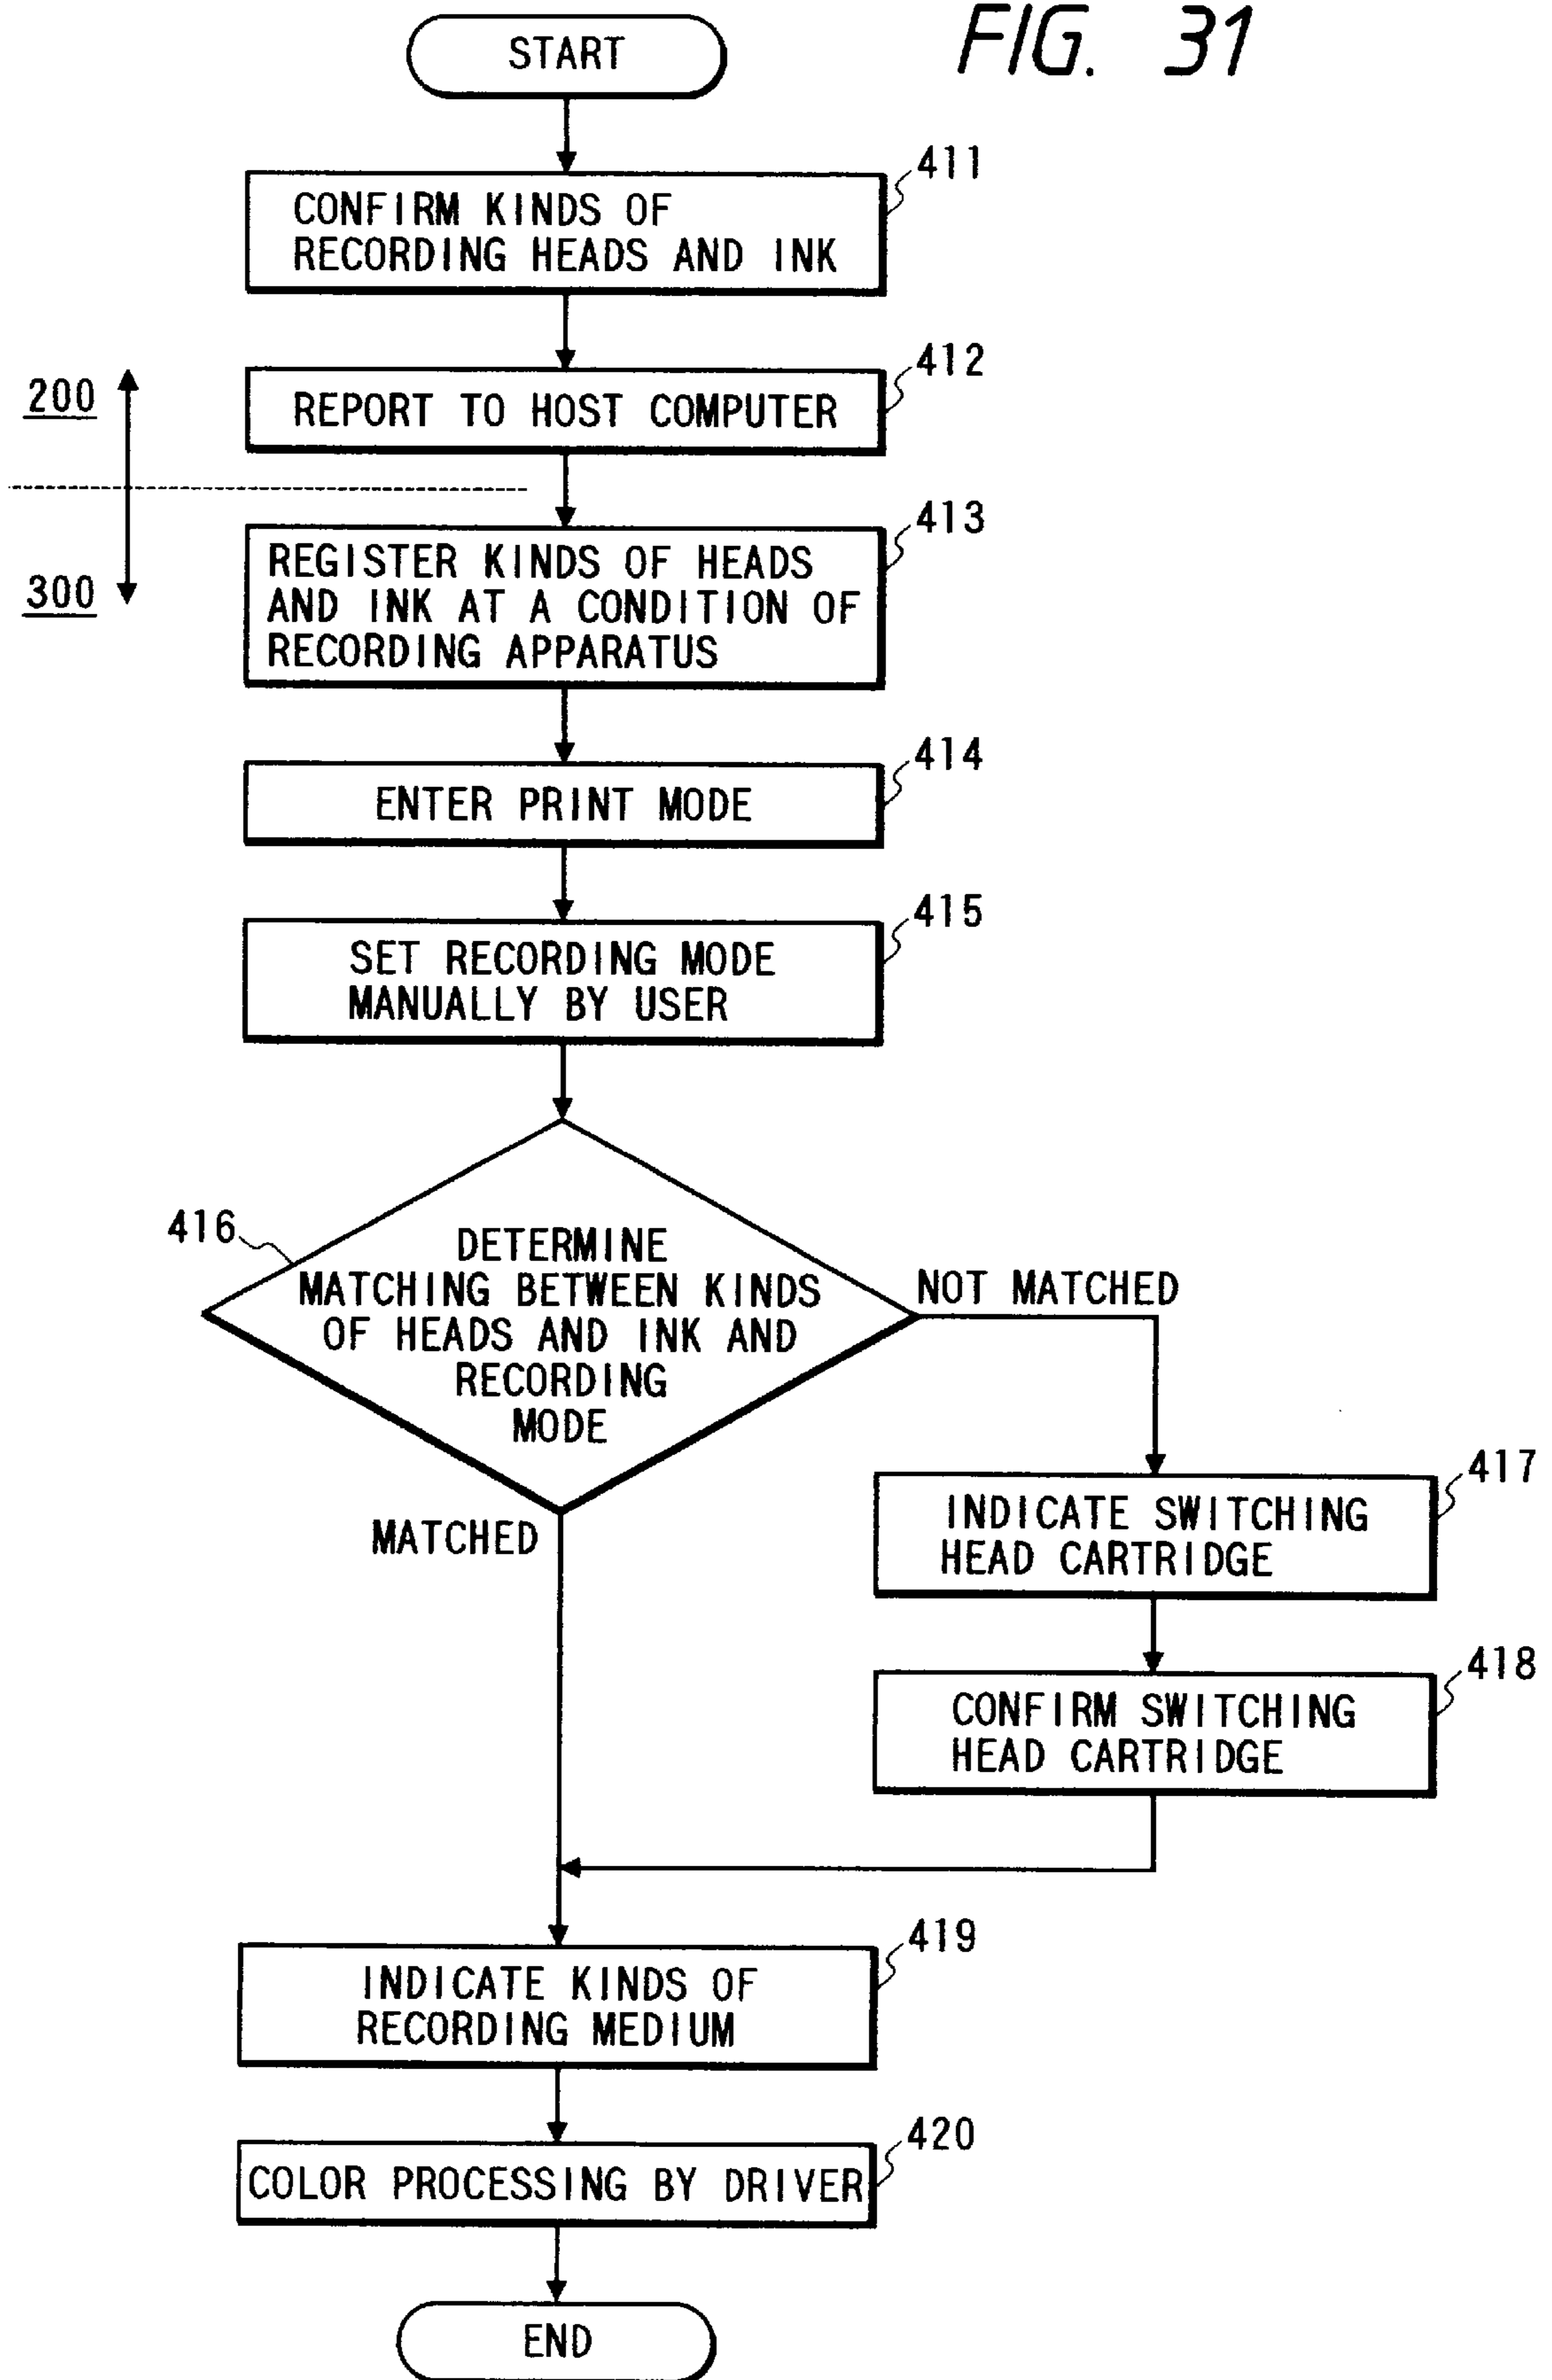 FIG. 31
START
411
CONFIRM KINDS OF
RECORDING HEADS AND INK
412
REPORT TO HOST COMPUTER
200
300
413
REGISTER KINDS OF HEADS
AND INK AT A CONDITION OF
RECORDING APPARATUS
414
ENTER PRINT MODE
415
SET RECORDING MODE
MANUALLY BY USER
416
DETERMINE
MATCHING BETWEEN KINDS
OF HEADS AND INK AND
RECORDING
MODE
NOT MATCHED
MATCHED
417
INDICATE SWITCHING
HEAD CARTRIDGE
418
CONFIRM SWITCHING
HEAD CARTRIDGE
419
INDICATE KINDS OF
RECORDING MEDIUM
420
COLOR PROCESSING BY DRIVER
END